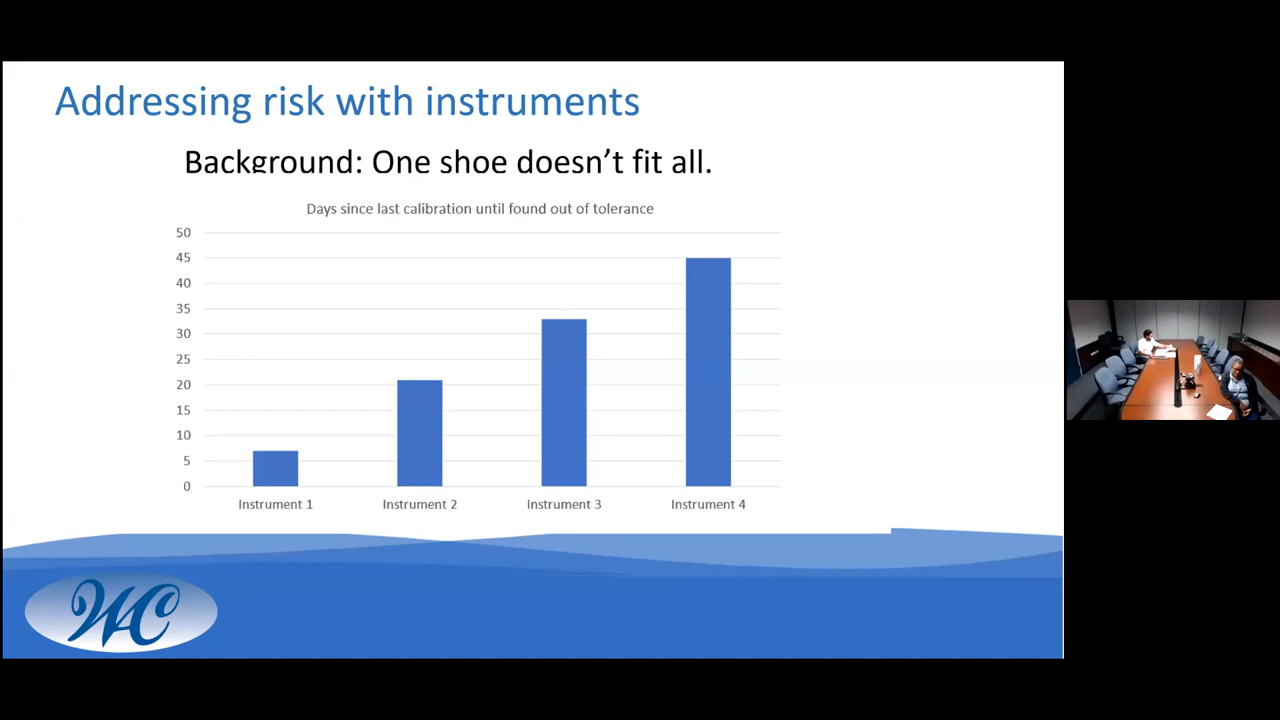 Addressing risk with instruments
Background: One shoe doesn’t fit all.
Days since last calibration until found out of tolerance
50
45
40
35
30
25
20
15
10
5
0
Instrument 1 Instrument 2 Instrument 3 Instrument 4
WC